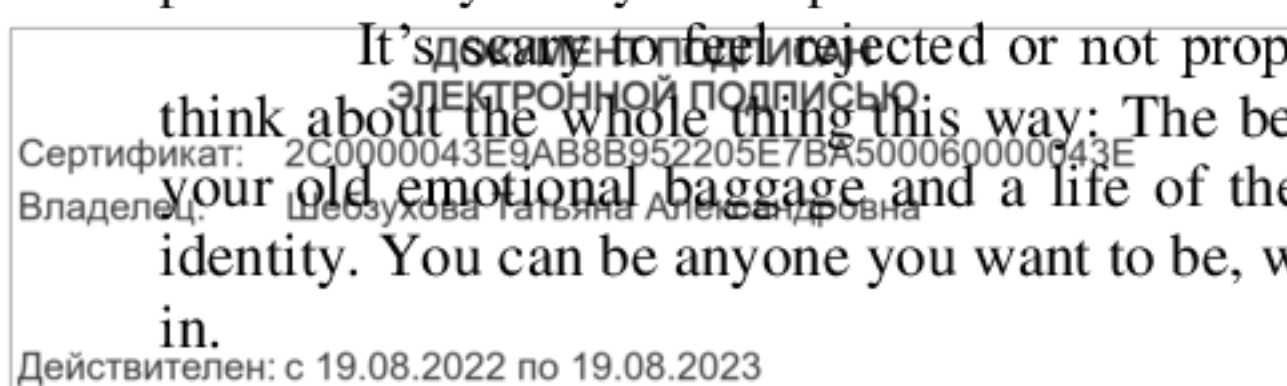 It’s scary to feel rejected or not prop
ДОКУМЕНТ ПОДПИСАН
ЭЛЕКТРОННОЙ ПОДПИСЬЮ
think about the whole thing this way: The be
Сертификат: 2C0000043E9AB8B952205E7BA500060000043E
your old emotional baggage and a life of the
Владелец: Шебзухова Татьяна Александровна
identity. You can be anyone you want to be, w
in.
Действителен: с 19.08.2022 по 19.08.2023